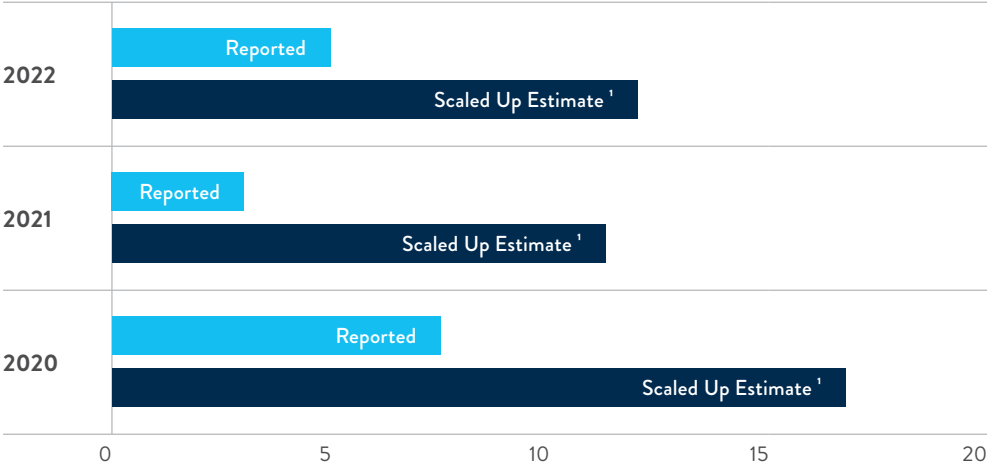 Reported
2022
Scaled Up Estimate ¹
Reported
2021
Scaled Up Estimate ¹
Reported
2020
Scaled Up Estimate ¹
0 5 10 15 20